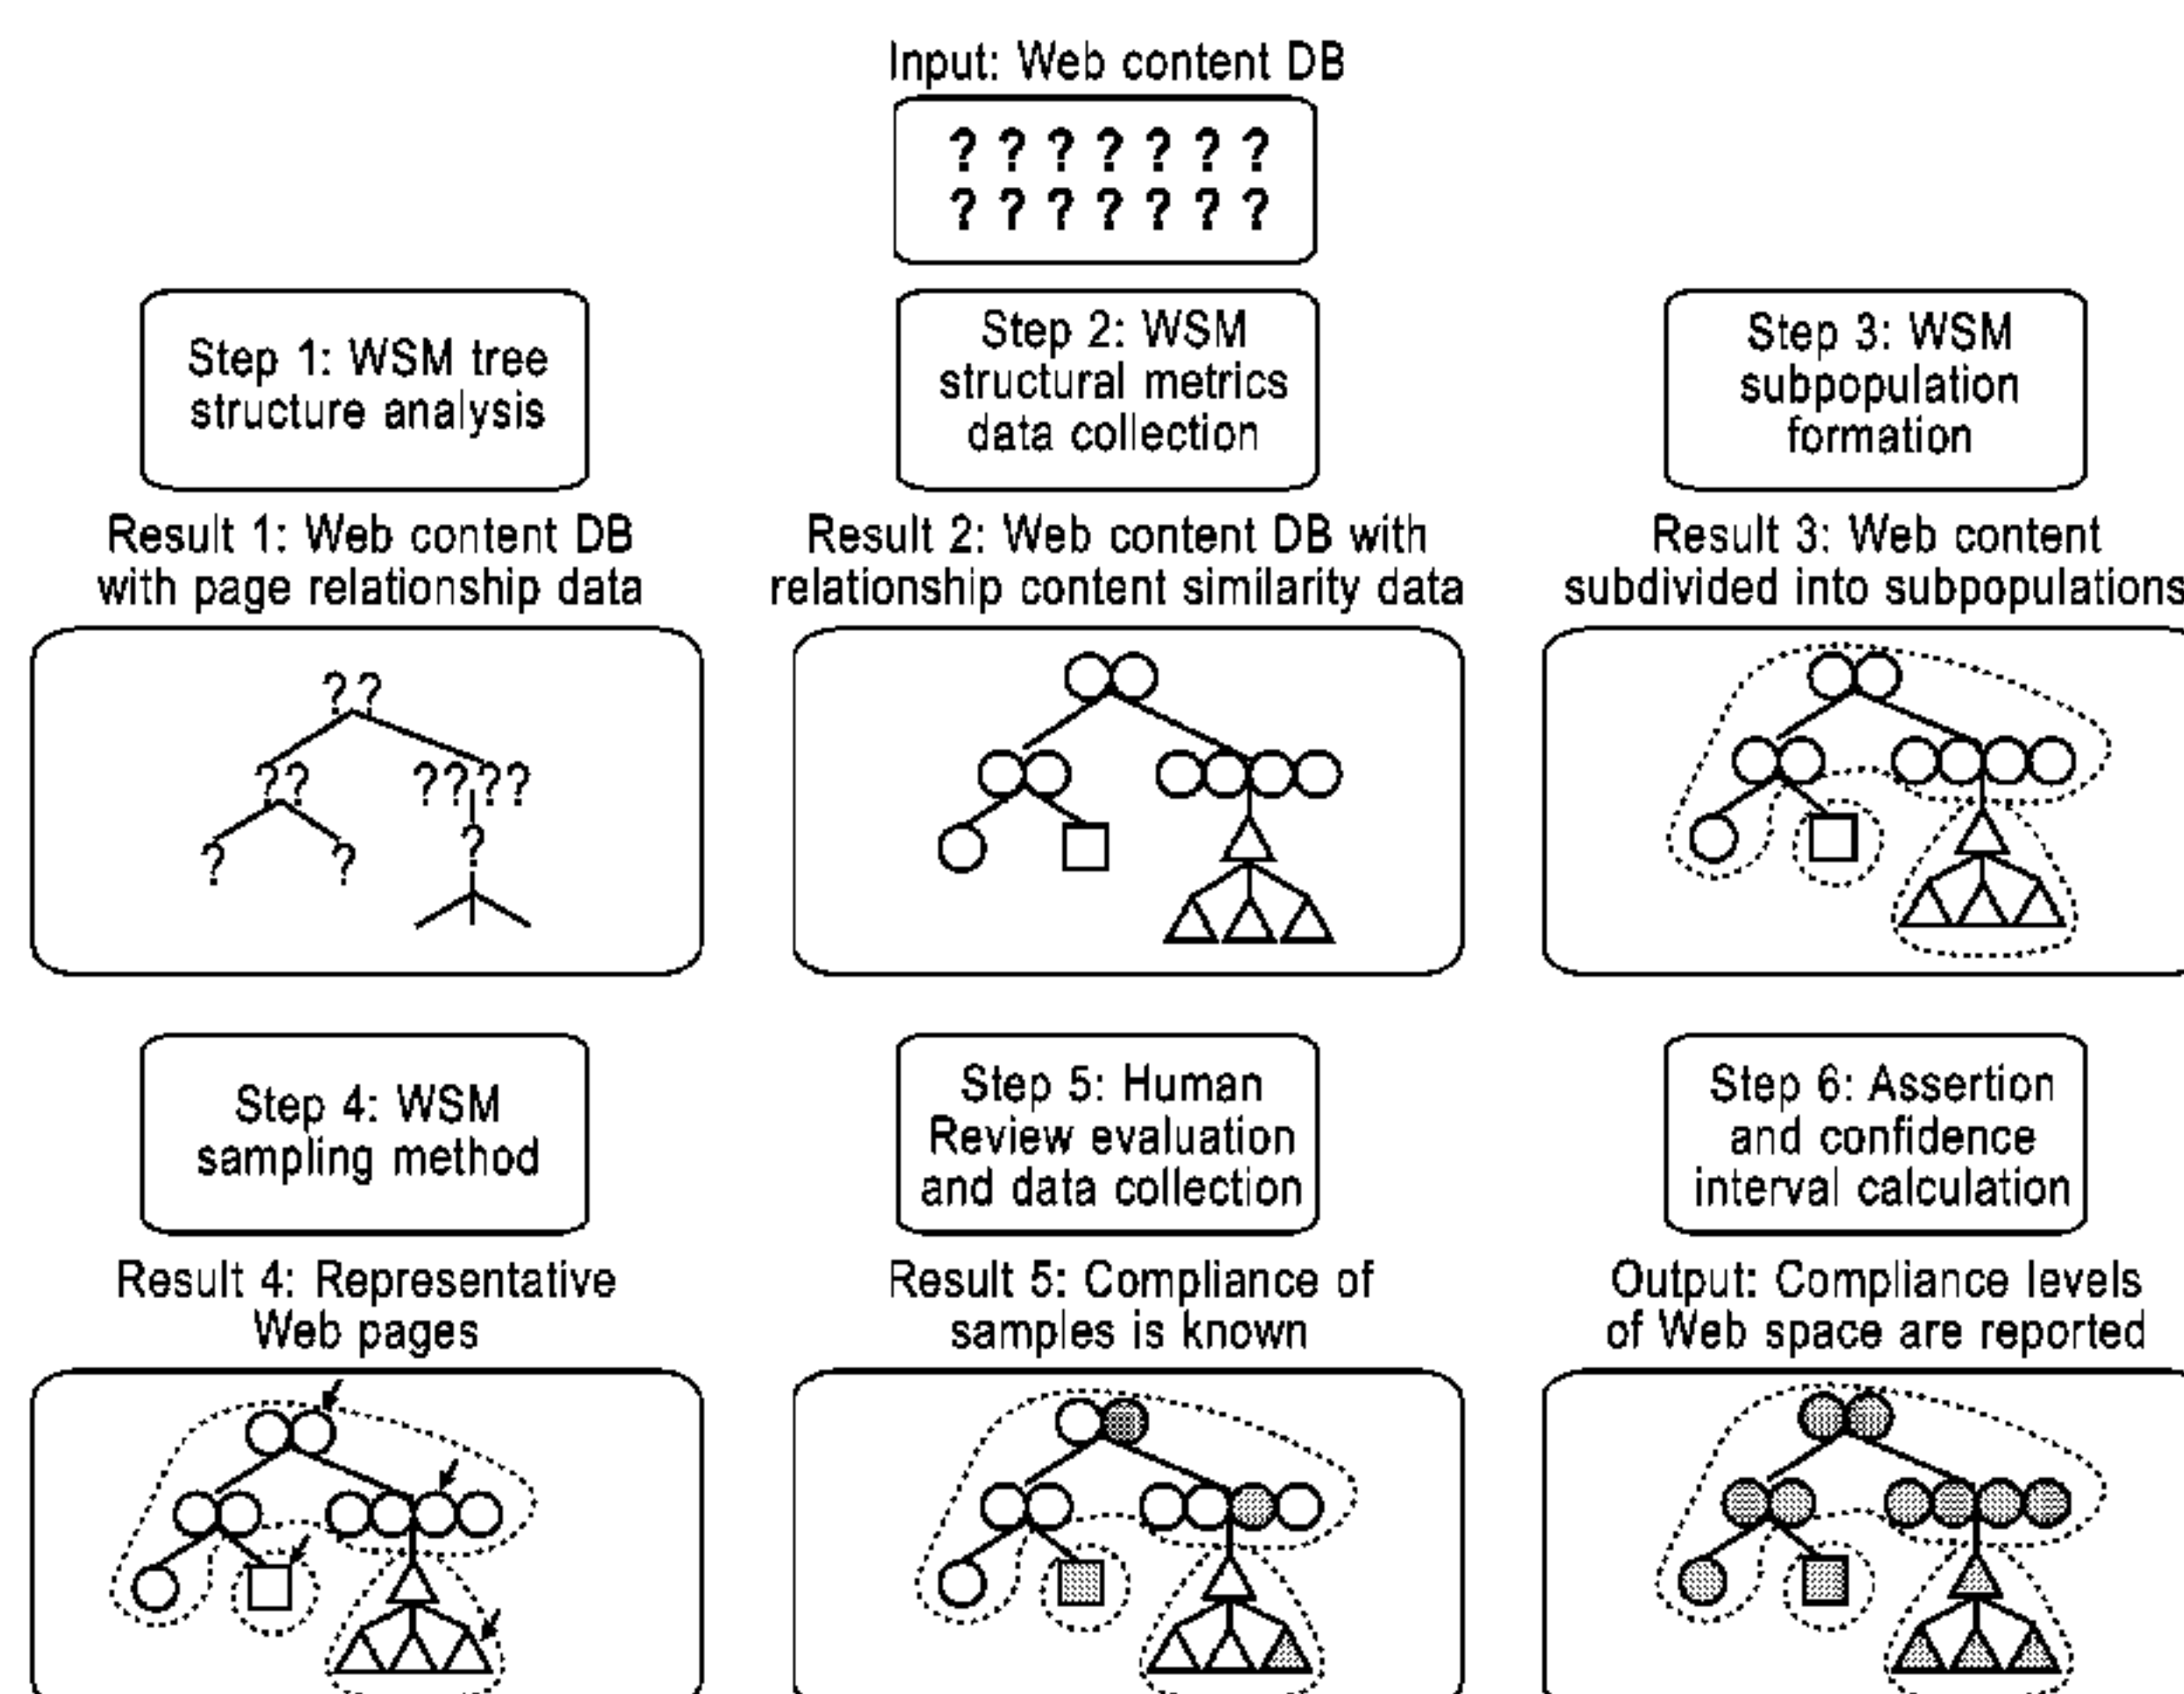 Input: Web content DB
? ? ? ? ? ? ?
? ? ? ? ? ? ?
Step 1: WSM tree
structure analysis
Step 2: WSM
structural metrics
data collection
Step 3: WSM
subpopulation
formation
Result 1: Web content DB
with page relationship data
Result 2: Web content DB with
relationship content similarity data
Result 3: Web content
subdivided into subpopulations
??
?? ????
?
? ?
Step 4: WSM
sampling method
Step 5: Human
Review evaluation
and data collection
Step 6: Assertion
and confidence
interval calculation
Result 4: Representative
Web pages
Result 5: Compliance of
samples is known
Output: Compliance levels
of Web space are reported